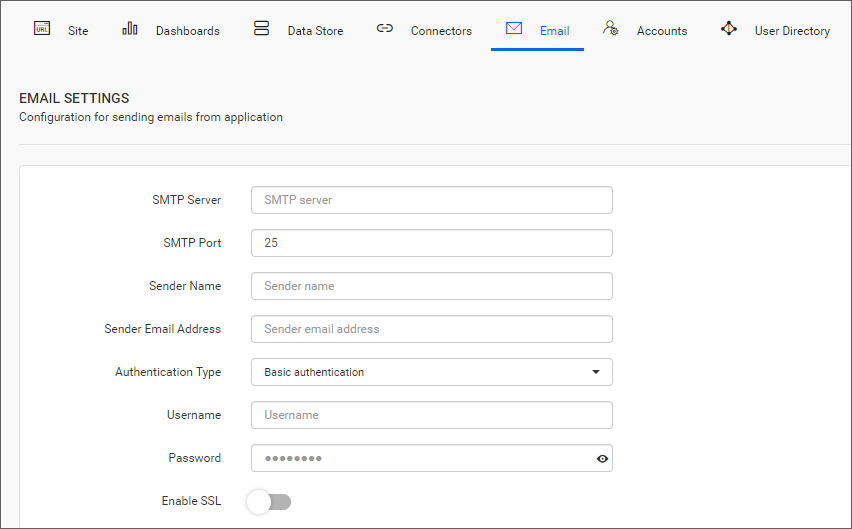 URL Site Dashboards Data Store Connectors Email Accounts User Directory
EMAIL SETTINGS
Configuration for sending emails from application
SMTP Server SMTP server
SMTP Port 25
Sender Name Sender name
Sender Email Address Sender email address
Authentication Type Basic authentication
Username Username
Password ●●●●●●●●
Enable SSL